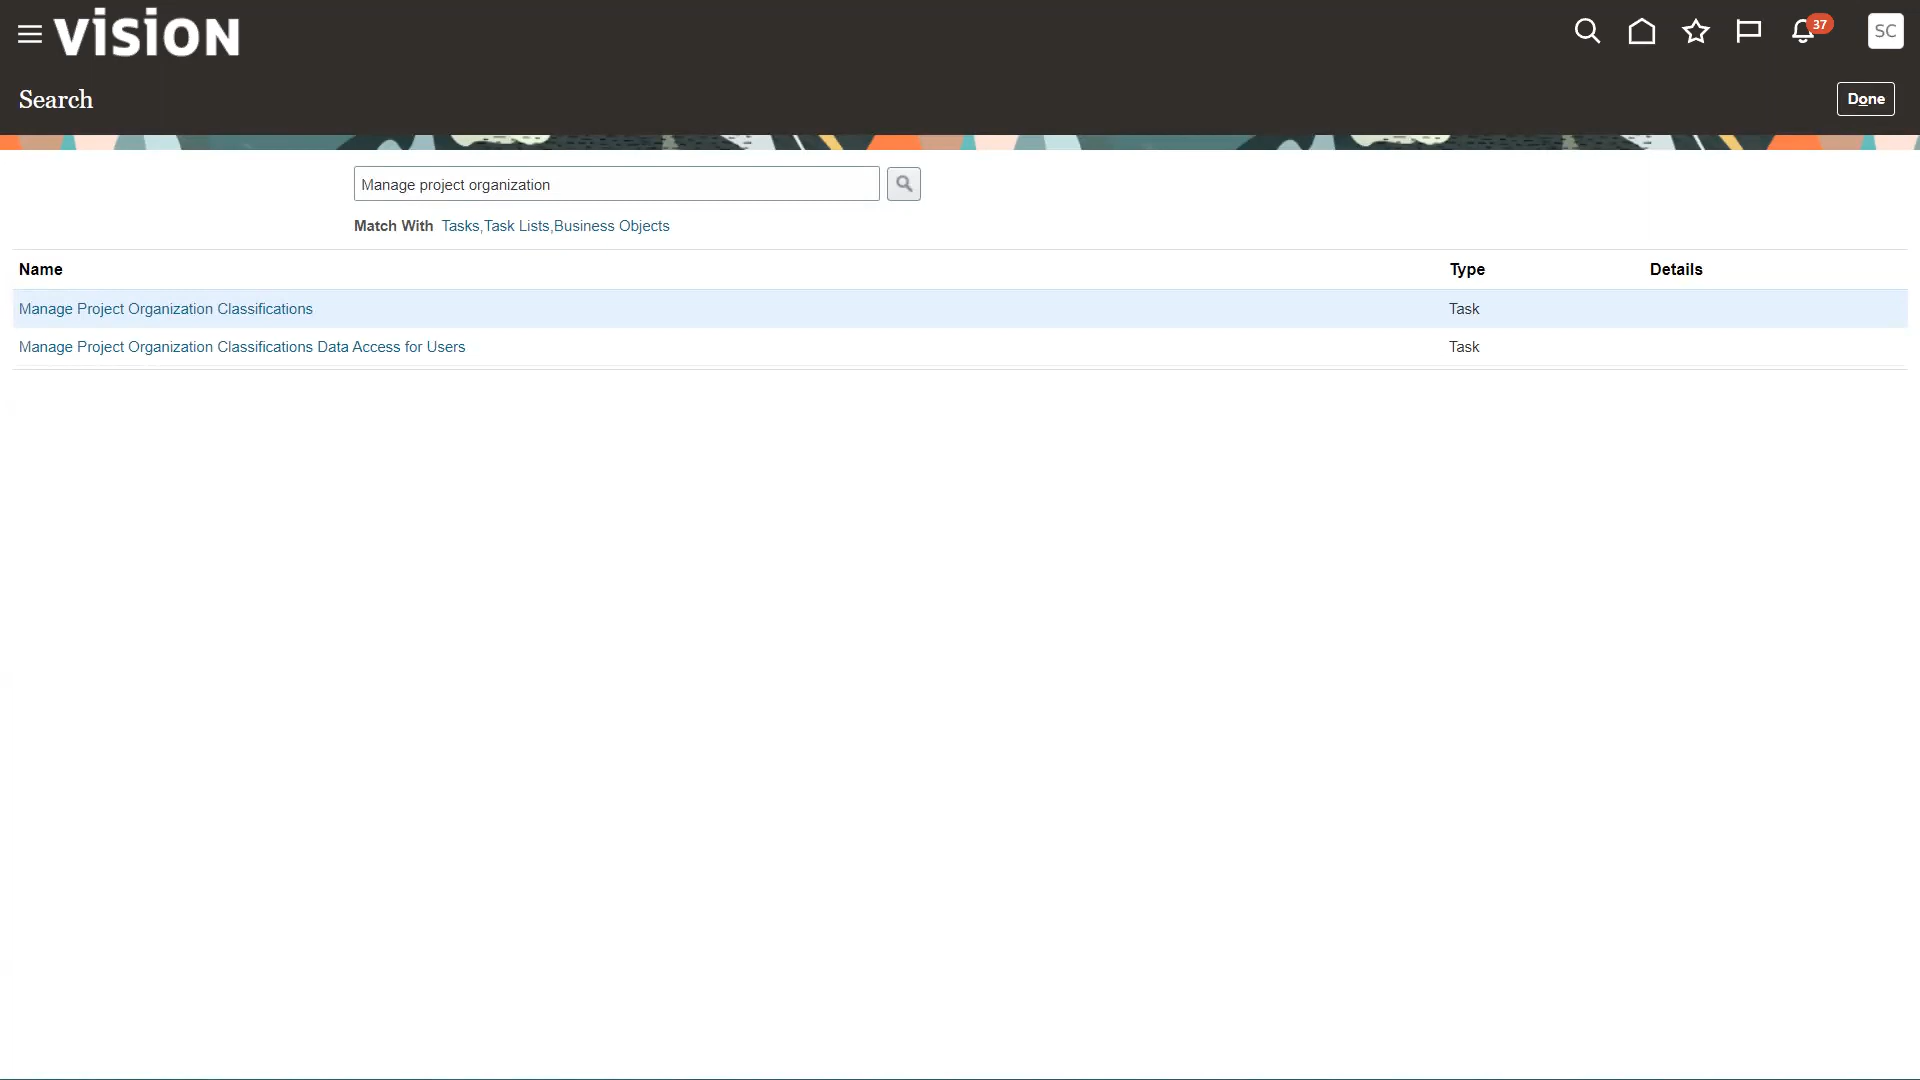 vision
37
SC
Search
Done
Manage project organization
Match With Tasks,Task Lists,Business Objects
Name Type Details
Manage Project Organization Classifications Task
Manage Project Organization Classifications Data Access for Users Task